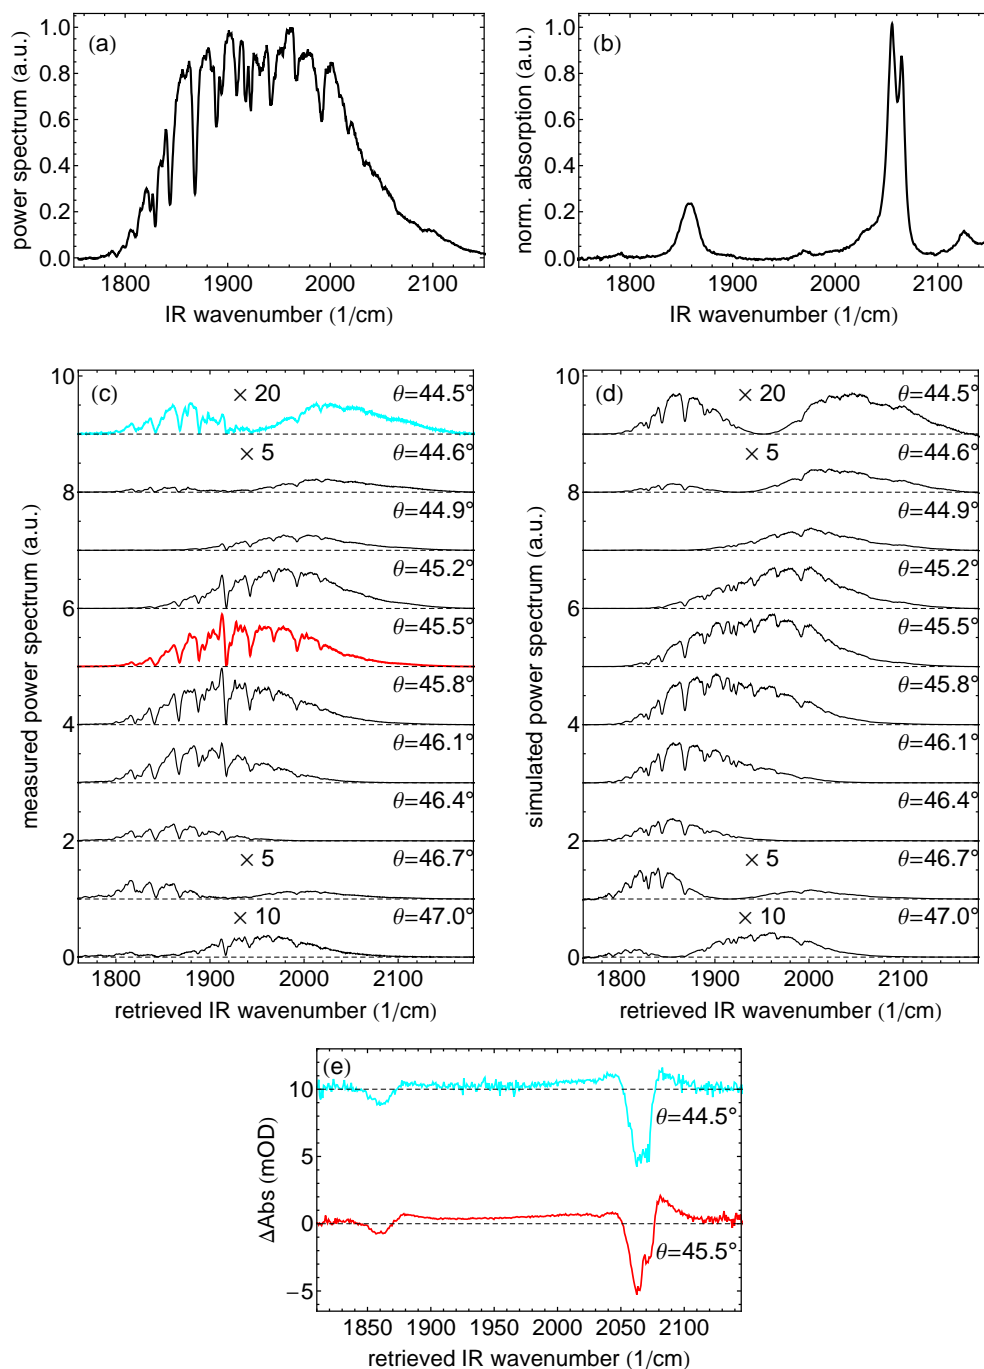 (a)
power spectrum (a.u.)
1.0
0.8
0.6
0.4
0.2
0.0
1800 1900 2000 2100
IR wavenumber (1/cm)
(b)
norm. absorption (a.u.)
1.0
0.8
0.6
0.4
0.2
0.0
1800 1900 2000 2100
IR wavenumber (1/cm)
(c)
measured power spectrum (a.u.)
10
8
6
4
2
0
× 20 θ=44.5°
× 5 θ=44.6°
θ=44.9°
θ=45.2°
θ=45.5°
θ=45.8°
θ=46.1°
θ=46.4°
× 5 θ=46.7°
× 10 θ=47.0°
1800 1900 2000 2100
retrieved IR wavenumber (1/cm)
(d)
simulated power spectrum (a.u.)
10
8
6
4
2
0
× 20 θ=44.5°
× 5 θ=44.6°
θ=44.9°
θ=45.2°
θ=45.5°
θ=45.8°
θ=46.1°
θ=46.4°
× 5 θ=46.7°
× 10 θ=47.0°
1800 1900 2000 2100
retrieved IR wavenumber (1/cm)
(e)
ΔAbs (mOD)
10
5
0
−5
θ=44.5°
θ=45.5°
1850 1900 1950 2000 2050 2100
retrieved IR wavenumber (1/cm)